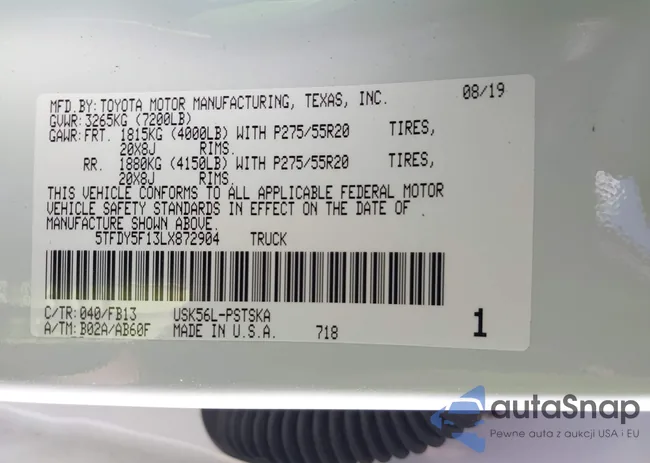 MFD.BY:TOYOTA MOTOR MANUFACTURING, TEXAS, INC. 08/19
GVWR:3265KG (7200LB)
GAWR:FRT. 1815KG (4000LB) WITH P275/55R20 TIRES,
20X8J RIMS.
RR. 1880KG (4150LB) WITH P275/55R20 TIRES,
20X8J RIMS.
THIS VEHICLE CONFORMS TO ALL APPLICABLE FEDERAL MOTOR
VEHICLE SAFETY STANDARDS IN EFFECT ON THE DATE OF
MANUFACTURE SHOWN ABOVE.
5TFDY5F13LX872904 TRUCK
C/TR:040/FB13 USK56L-PSTSKA
A/TM:B02A/AB60F MADE IN U.S.A. 718 1
autaSnap
Pewne auta z aukcji USA i EU